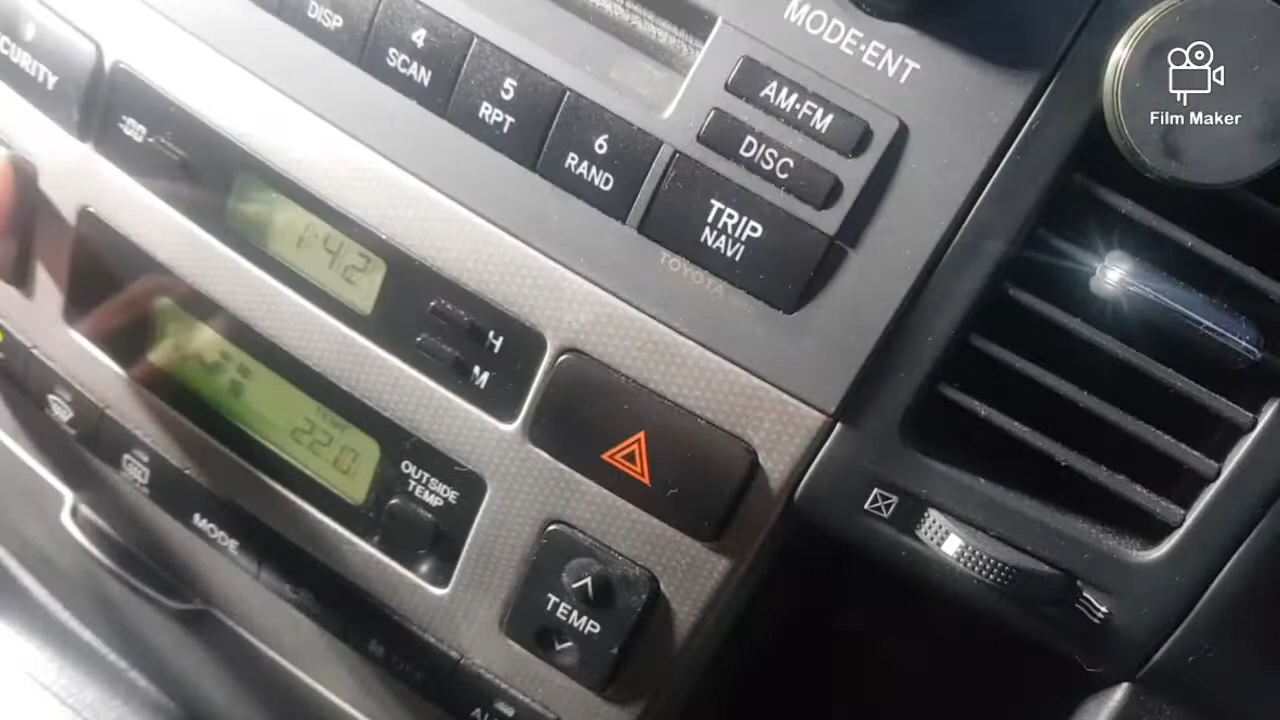 DISP
4
SCAN
5
RPT
6
RAND
MODE·ENT
AM·FM
DISC
TRIP
NAVI
TOYOTA
Film Maker
CURITY
1:42
H
M
22.0
OUTSIDE
TEMP
MODE
TEMP